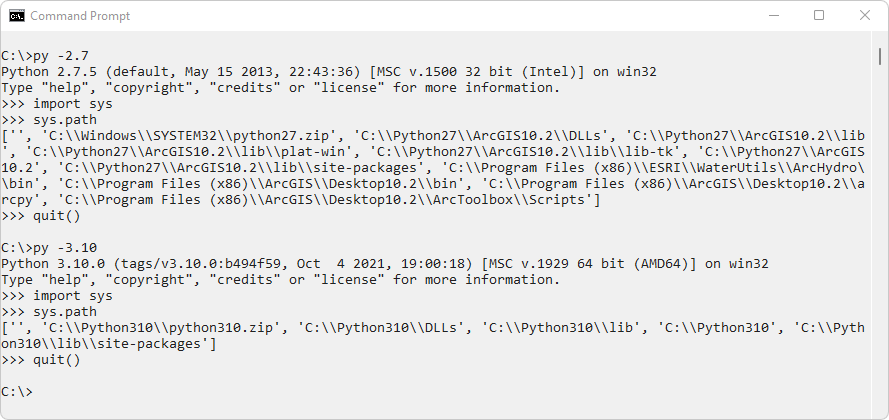 Command Prompt
C:\>py -2.7
Python 2.7.5 (default, May 15 2013, 22:43:36) [MSC v.1500 32 bit (Intel)] on win32
Type "help", "copyright", "credits" or "license" for more information.
>>> import sys
>>> sys.path
['', 'C:\\Windows\\SYSTEM32\\python27.zip', 'C:\\Python27\\ArcGIS10.2\\DLLs', 'C:\\Python27\\ArcGIS10.2\\lib
', 'C:\\Python27\\ArcGIS10.2\\lib\\plat-win', 'C:\\Python27\\ArcGIS10.2\\lib\\lib-tk', 'C:\\Python27\\ArcGIS
10.2', 'C:\\Python27\\ArcGIS10.2\\lib\\site-packages', 'C:\\Program Files (x86)\\ESRI\\WaterUtils\\ArcHydro\
\bin', 'C:\\Program Files (x86)\\ArcGIS\\Desktop10.2\\bin', 'C:\\Program Files (x86)\\ArcGIS\\Desktop10.2\\a
rcpy', 'C:\\Program Files (x86)\\ArcGIS\\Desktop10.2\\ArcToolbox\\Scripts']
>>> quit()
C:\>py -3.10
Python 3.10.0 (tags/v3.10.0:b494f59, Oct  4 2021, 19:00:18) [MSC v.1929 64 bit (AMD64)] on win32
Type "help", "copyright", "credits" or "license" for more information.
>>> import sys
>>> sys.path
['', 'C:\\Python310\\python310.zip', 'C:\\Python310\\DLLs', 'C:\\Python310\\lib', 'C:\\Python310', 'C:\\Pyth
on310\\lib\\site-packages']
>>> quit()
C:\>